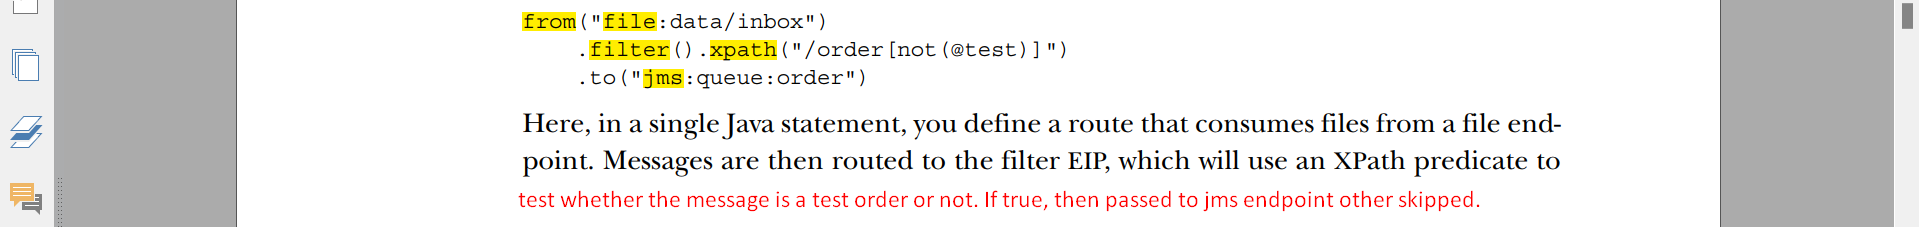 from("file:data/inbox")
.filter().xpath("/order[not(@test)]")
.to("jms:queue:order")
Here, in a single Java statement, you define a route that consumes files from a file end-
point. Messages are then routed to the filter EIP, which will use an XPath predicate to
test whether the message is a test order or not. If true, then passed to jms endpoint other skipped.